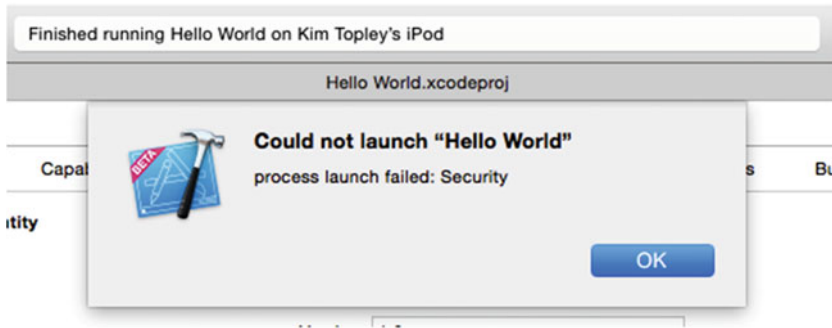 Finished running Hello World on Kim Topley's iPod
Hello World.xcodeproj
Could not launch “Hello World”
process launch failed: Security
BETA
OK